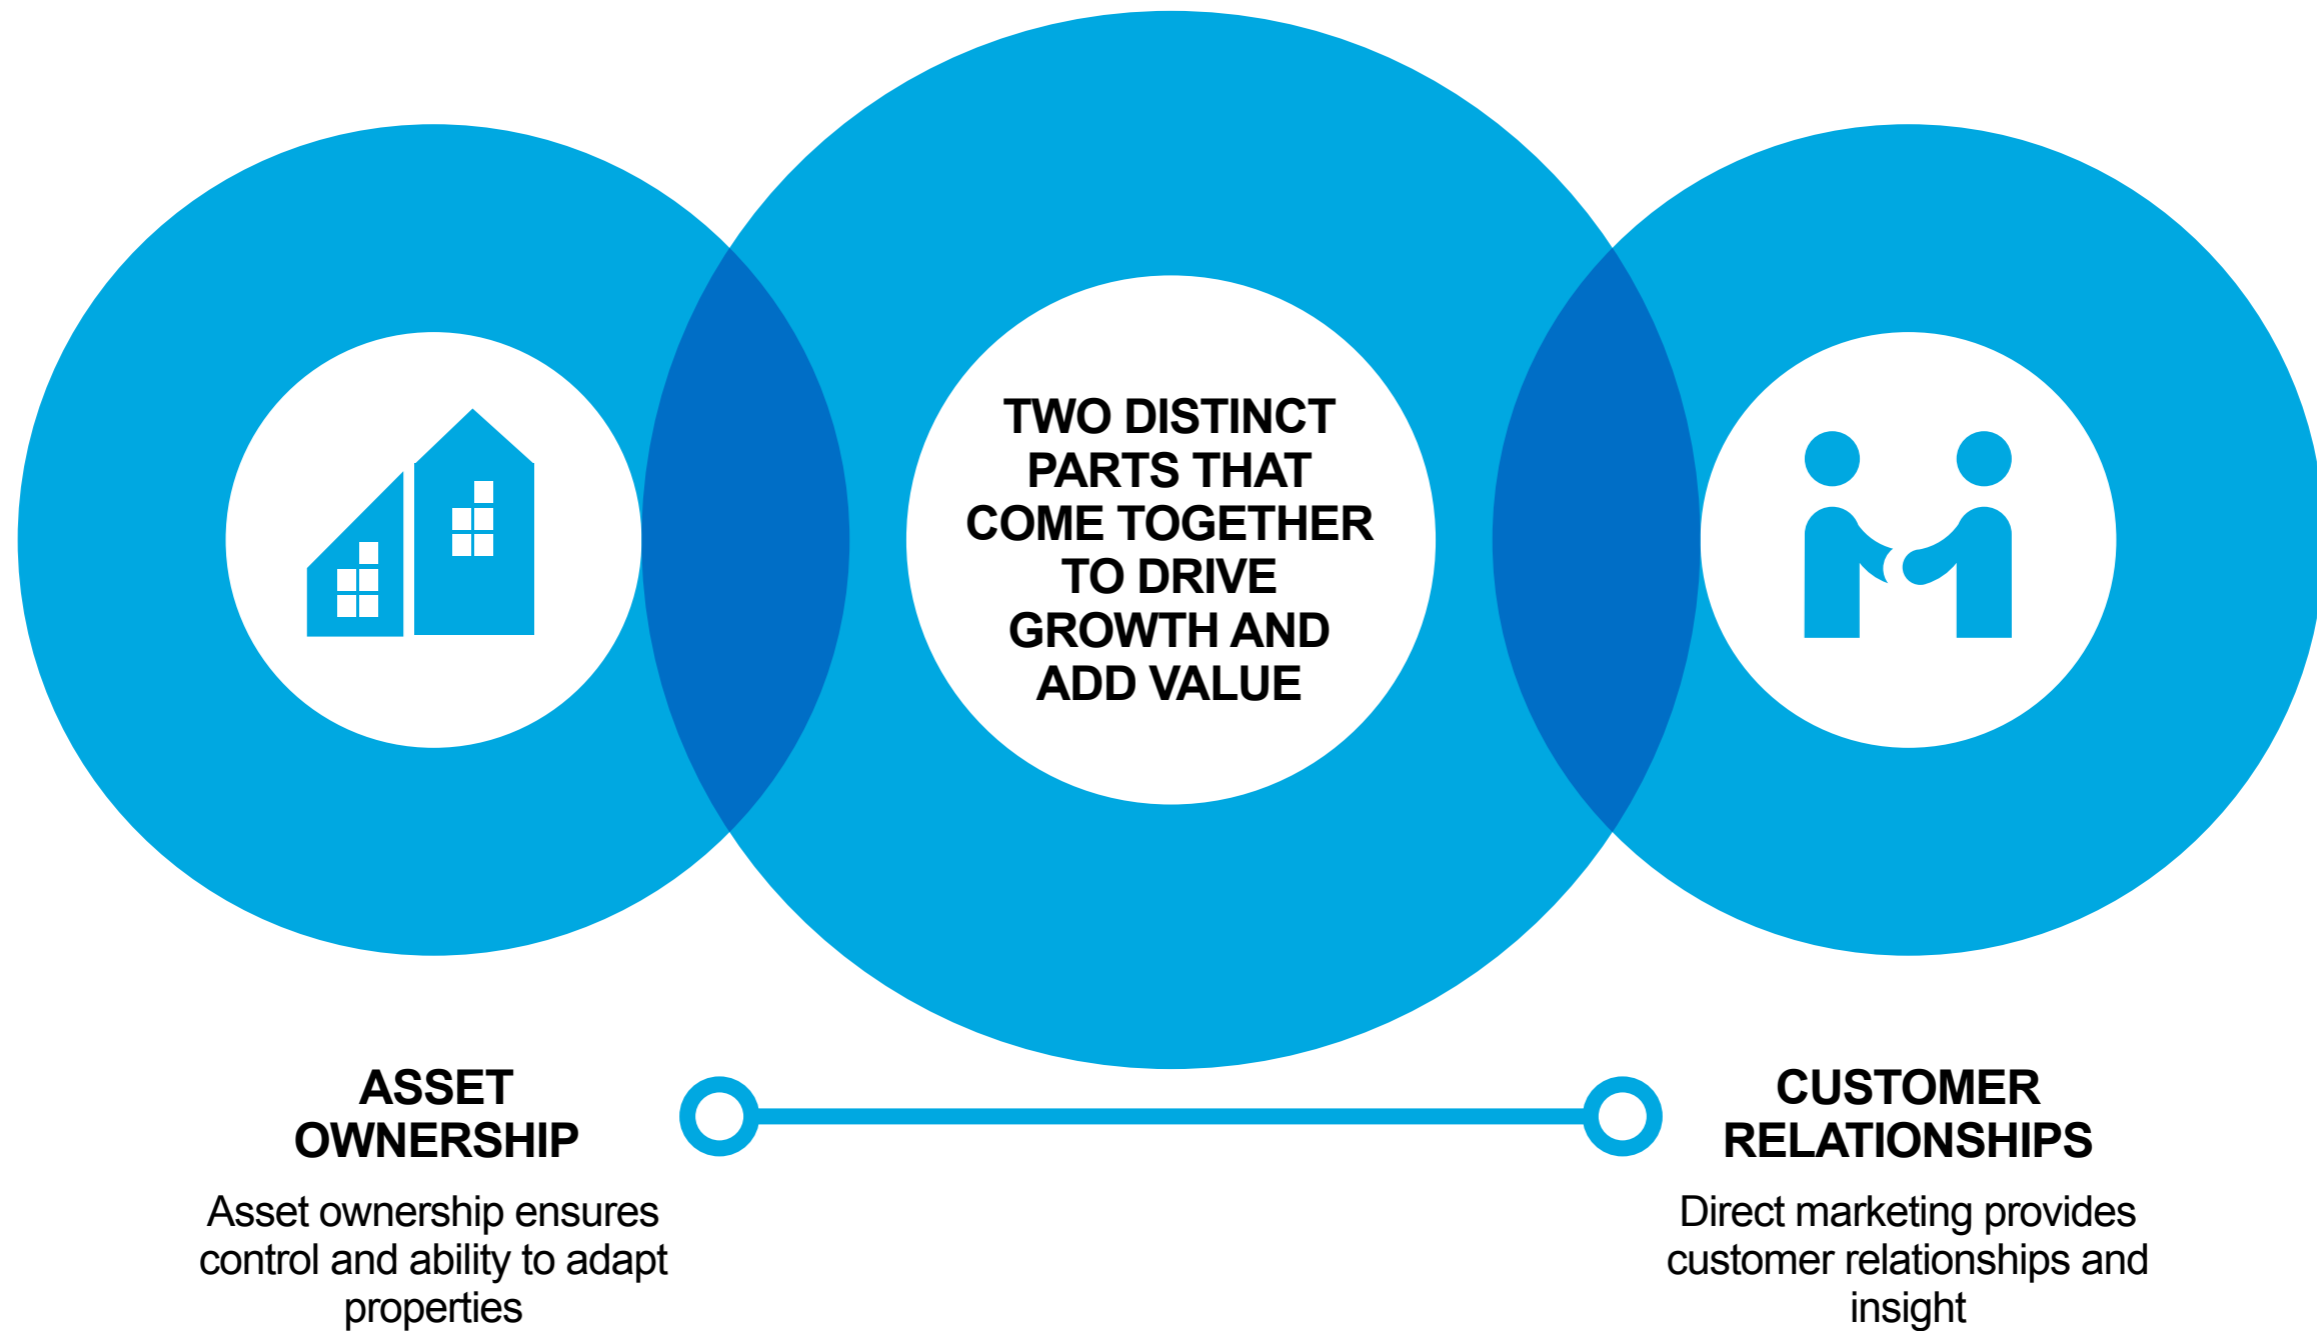 TWO DISTINCT
PARTS THAT
COME TOGETHER
TO DRIVE
GROWTH AND
ADD VALUE
ASSET
OWNERSHIP
Asset ownership ensures
control and ability to adapt
properties
CUSTOMER
RELATIONSHIPS
Direct marketing provides
customer relationships and
insight